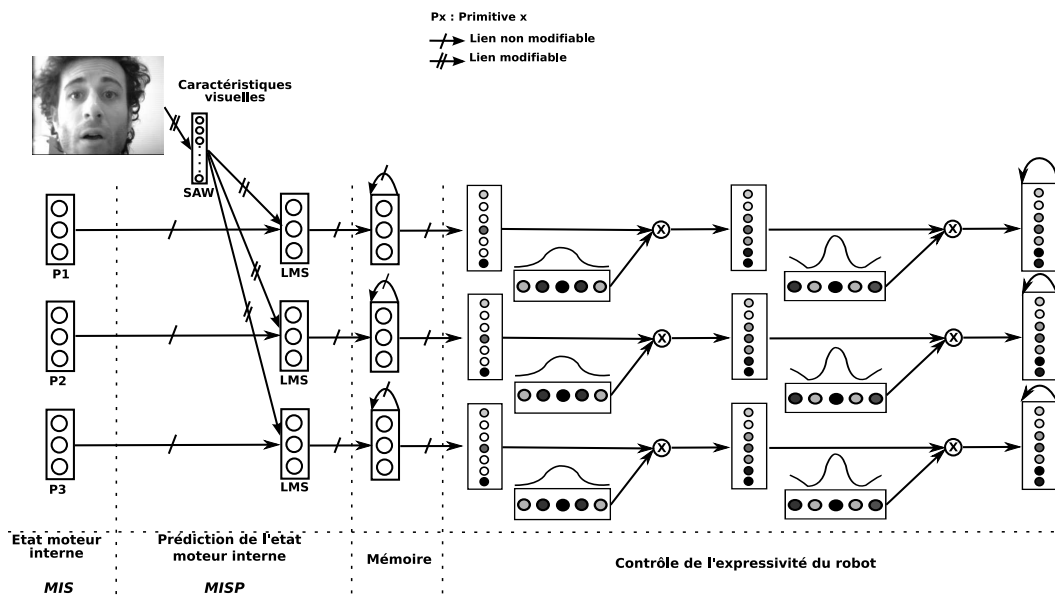 Px : Primitive x
Lien non modifiable
Lien modifiable
Caractéristiques
visuelles
SAW
P1
LMS
X
X
P2
LMS
X
X
P3
LMS
X
X
Etat moteur
interne
MIS
Prédiction de l'etat
moteur interne
MISP
Mémoire
Contrôle de l'expressivité du robot